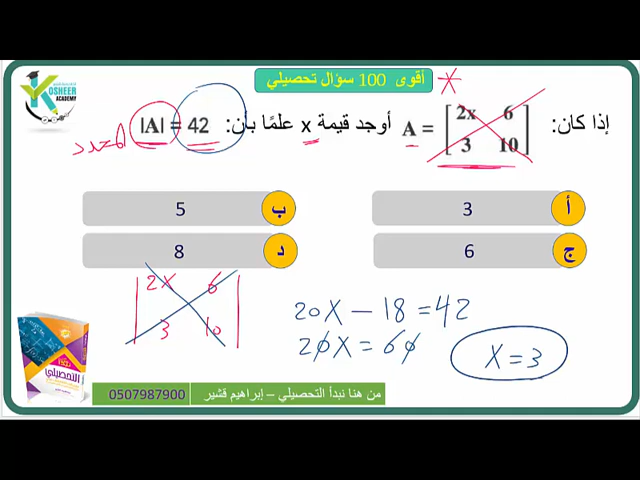 KOSHEER
ACADEMY
أقوى 100 سؤال تحصيلي
إذا كان: A = [2x 6 أوجد قيمة x علمًا بأن: |A| = 42
3 10]
المحدد
أ 3
ب 5
ج 6
د 8
2x 6
3 10
20x − 18 = 42
20x = 60
x = 3
التحصيلي
من هنا نبدأ التحصيلي – إبراهيم قشير 0507987900